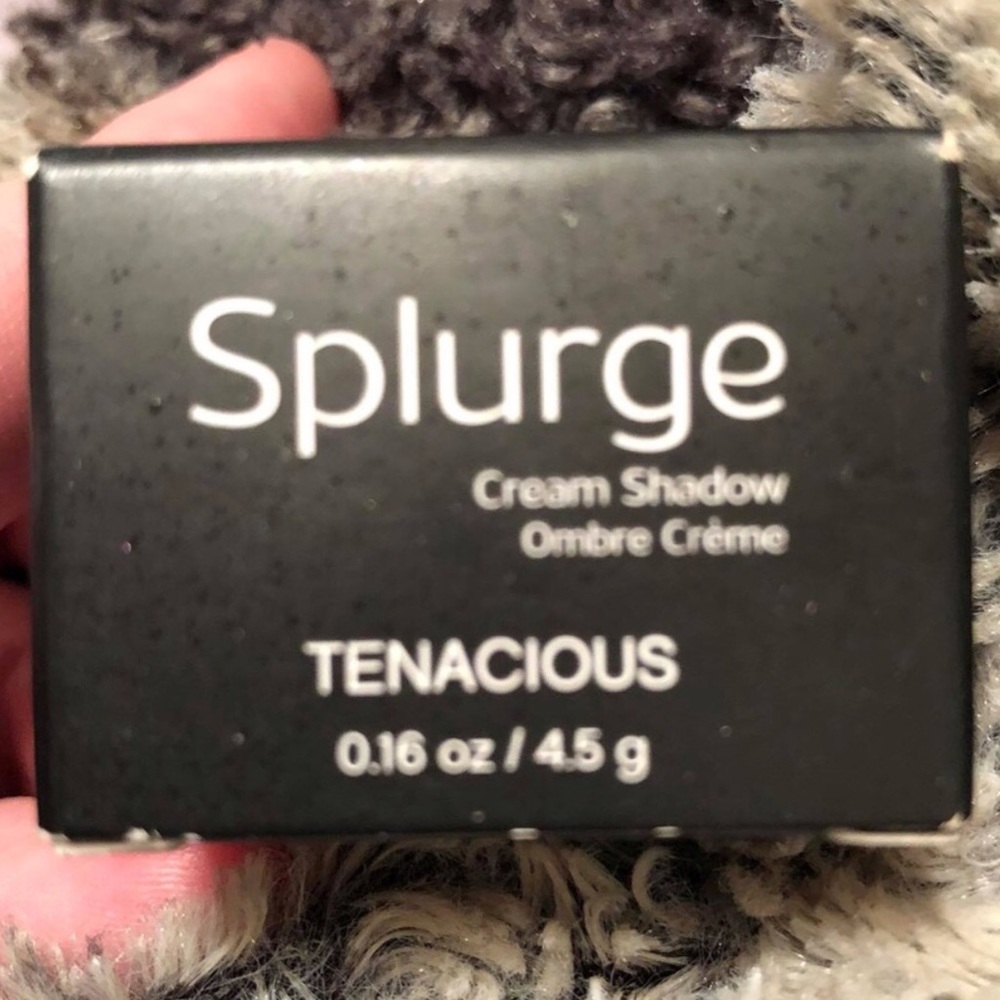 Splurge
Cream Shadow
Ombre Crème
TENACIOUS
0.16 oz / 4.5 g